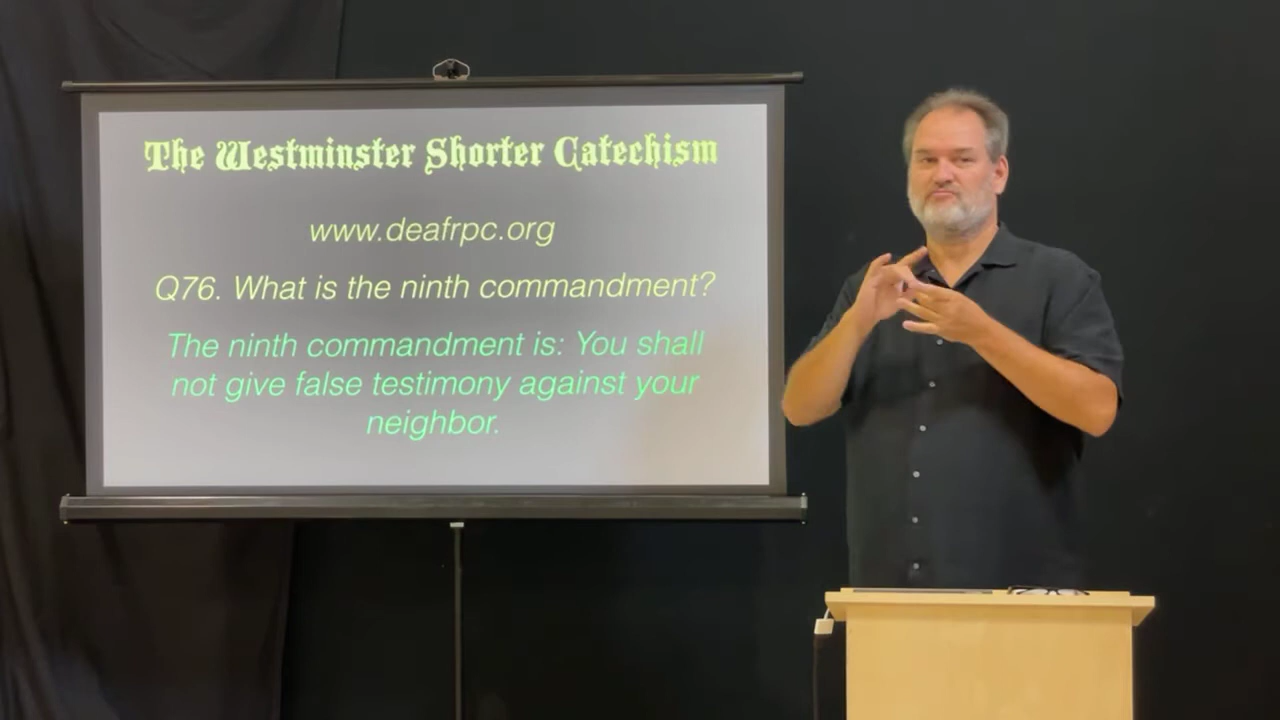 The Westminster Shorter Catechism
www.deafrpc.org
Q76. What is the ninth commandment?
The ninth commandment is: You shall
not give false testimony against your
neighbor.